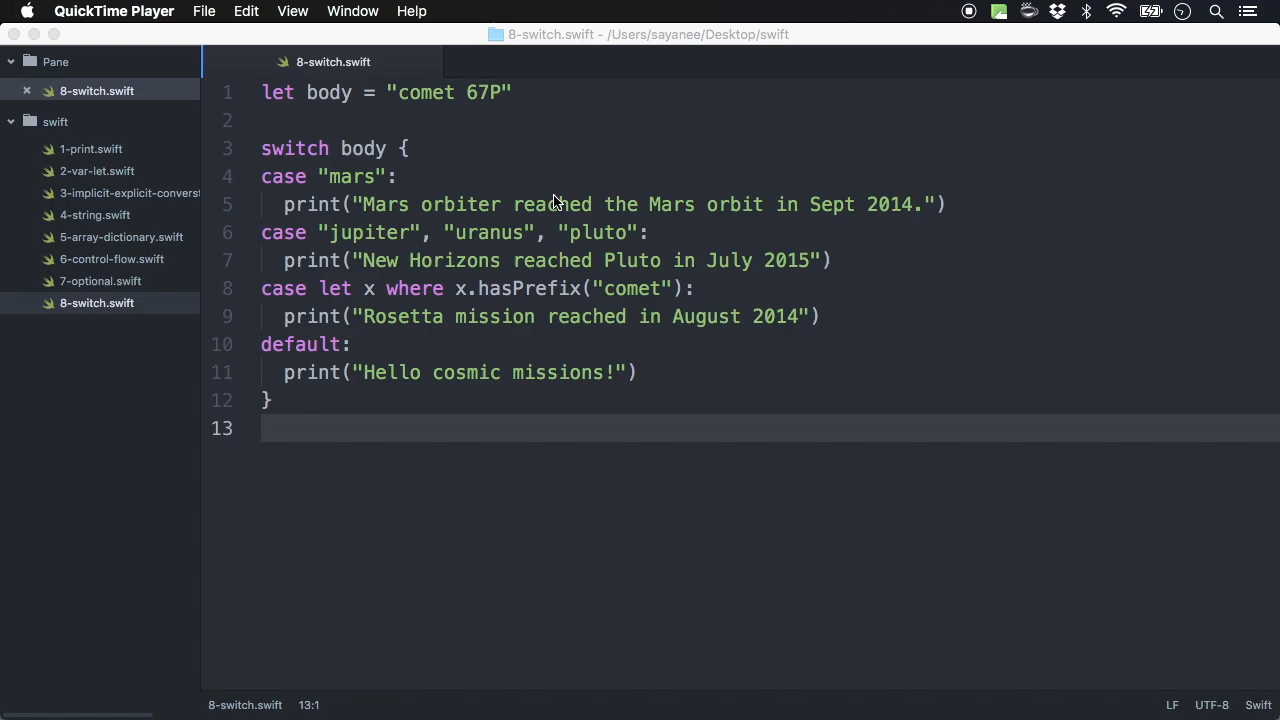 QuickTime Player File Edit View Window Help
8-switch.swift - /Users/sayanee/Desktop/swift
Pane
8-switch.swift
swift
1-print.swift
2-var-let.swift
3-implicit-explicit-converst
4-string.swift
5-array-dictionary.swift
6-control-flow.swift
7-optional.swift
8-switch.swift
8-switch.swift
1 let body = "comet 67P"
2
3 switch body {
4 case "mars":
5 print("Mars orbiter reached the Mars orbit in Sept 2014.")
6 case "jupiter", "uranus", "pluto":
7 print("New Horizons reached Pluto in July 2015")
8 case let x where x.hasPrefix("comet"):
9 print("Rosetta mission reached in August 2014")
10 default:
11 print("Hello cosmic missions!")
12 }
13
8-switch.swift 13:1 LF UTF-8 Swift